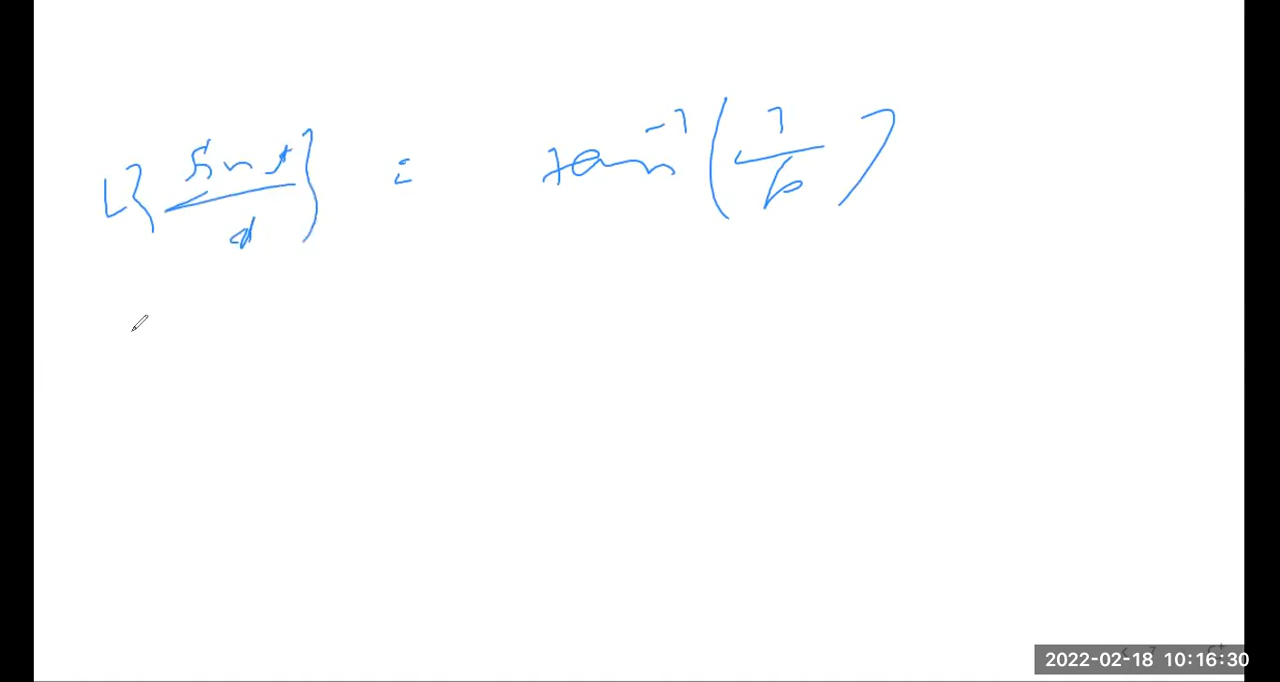 L{ sin t / t } = tan⁻¹ ( 1 / p )
2022-02-18 10:16:30